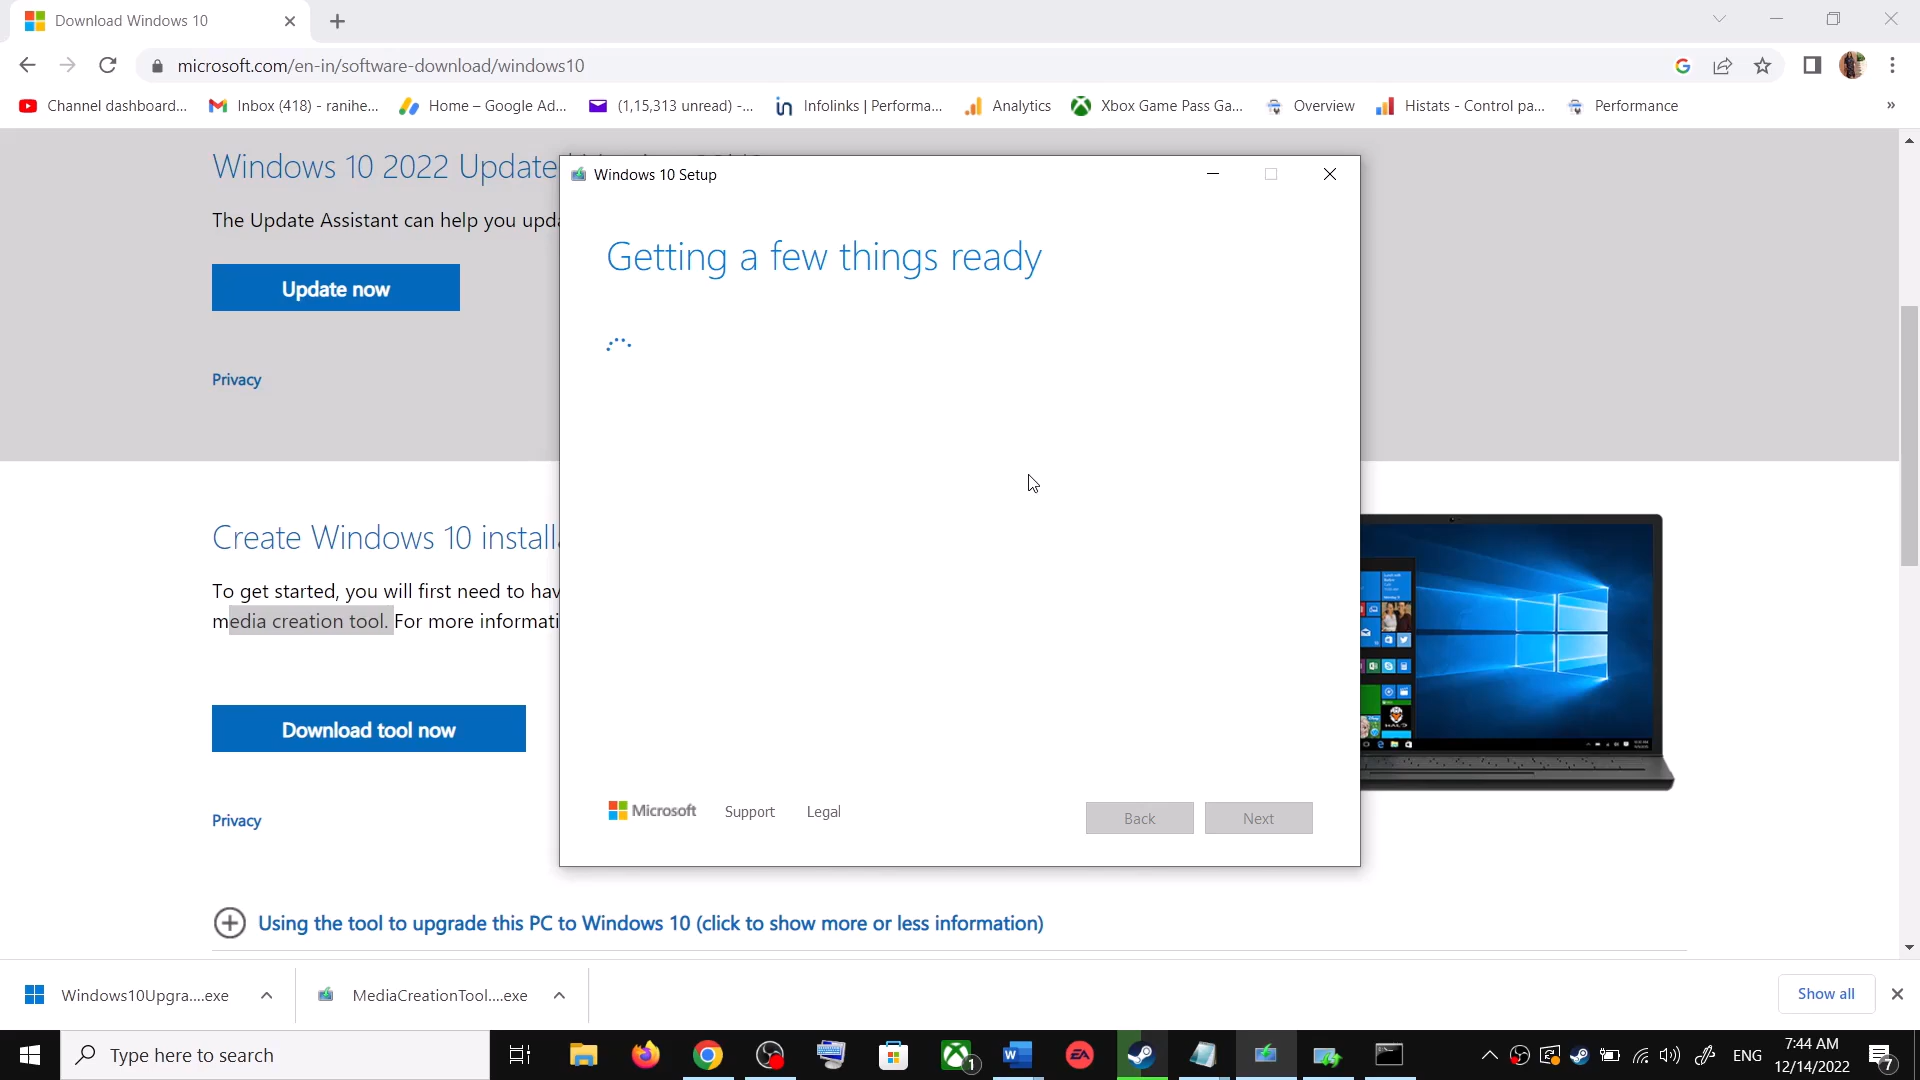 Download Windows 10
microsoft.com/en-in/software-download/windows10
Channel dashboard...
Inbox (418) - ranihe...
Home – Google Ad...
(1,15,313 unread) -...
Infolinks | Performa...
Analytics
Xbox Game Pass Ga...
Overview
Histats - Control pa...
Performance
»
Windows 10 2022 Update
The Update Assistant can help you upda
Update now
Privacy
Windows 10 Setup
Getting a few things ready
Microsoft
Support
Legal
Back
Next
Create Windows 10 install
To get started, you will first need to hav
media creation tool. For more informati
Download tool now
Privacy
Using the tool to upgrade this PC to Windows 10 (click to show more or less information)
Windows10Upgra....exe
MediaCreationTool....exe
Show all
Type here to search
1
ENG
7:44 AM
12/14/2022
7